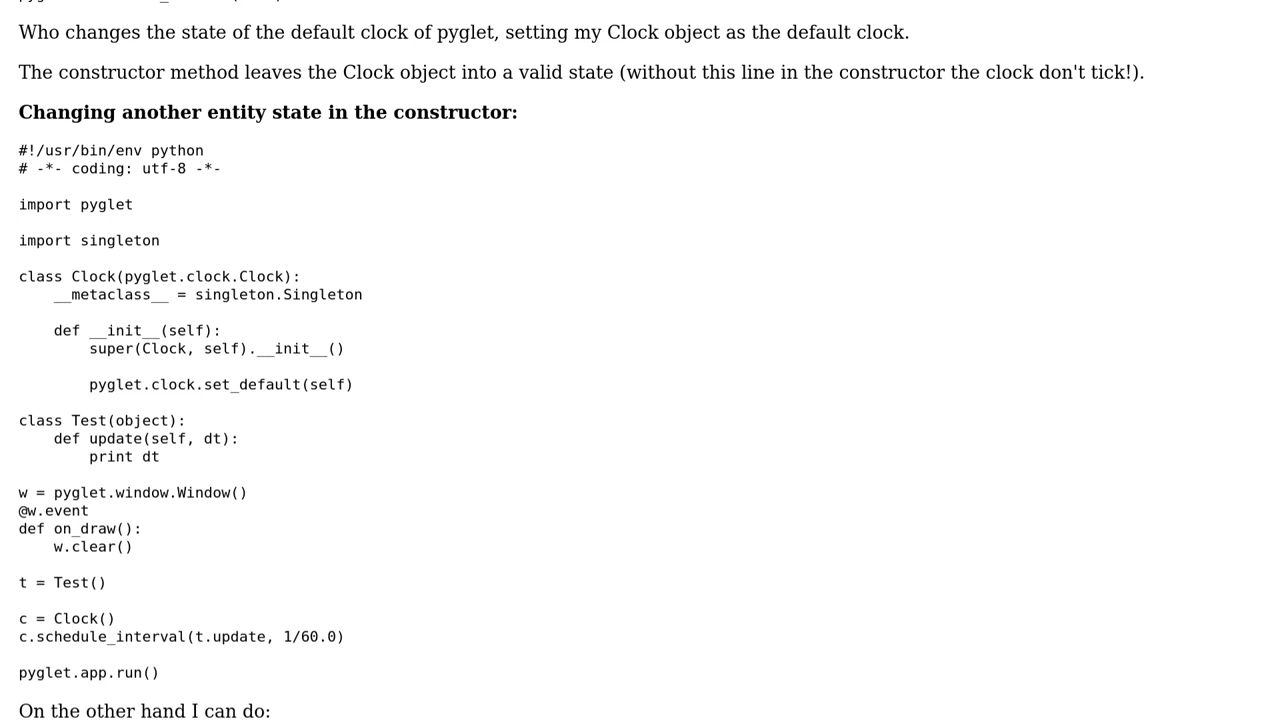 Who changes the state of the default clock of pyglet, setting my Clock object as the default clock.
The constructor method leaves the Clock object into a valid state (without this line in the constructor the clock don't tick!).
Changing another entity state in the constructor:
#!/usr/bin/env python
# -*- coding: utf-8 -*-
import pyglet
import singleton
class Clock(pyglet.clock.Clock):
    __metaclass__ = singleton.Singleton
    def __init__(self):
        super(Clock, self).__init__()
        pyglet.clock.set_default(self)
class Test(object):
    def update(self, dt):
        print dt
w = pyglet.window.Window()
@w.event
def on_draw():
    w.clear()
t = Test()
c = Clock()
c.schedule_interval(t.update, 1/60.0)
pyglet.app.run()
On the other hand I can do: